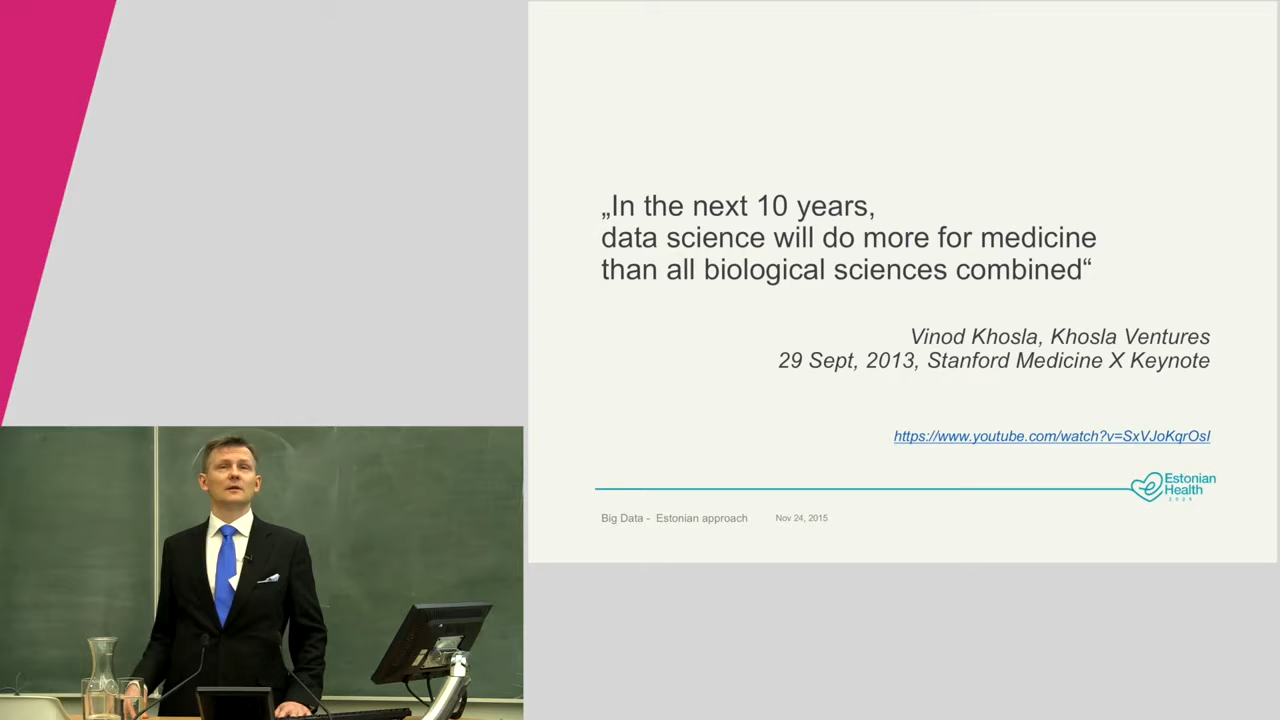 „In the next 10 years,
data science will do more for medicine
than all biological sciences combined“
Vinod Khosla, Khosla Ventures
29 Sept, 2013, Stanford Medicine X Keynote
https://www.youtube.com/watch?v=SxVJoKqrOsI
Estonian
Health
2025
Big Data - Estonian approach Nov 24, 2015